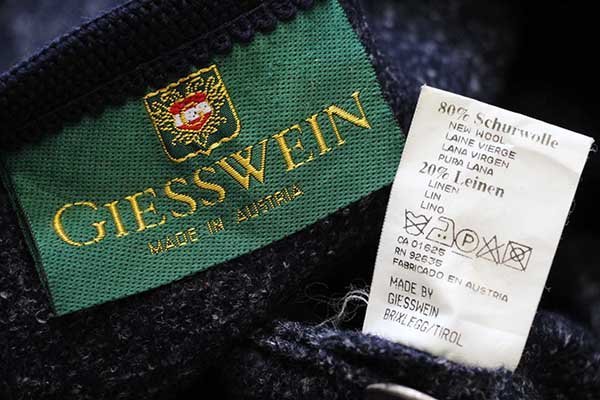 GIESSWEIN
MADE IN AUSTRIA
80% Schurwolle
NEW WOOL
LAINE VIERGE
LANA VIRGEN
PURA LANA
20% Leinen
LINEN
LIN
LINO
P
CA 01625
RN 92635
FABRICADO EN AUSTRIA
MADE BY
GIESSWEIN
BRIXLEGG/TIROL